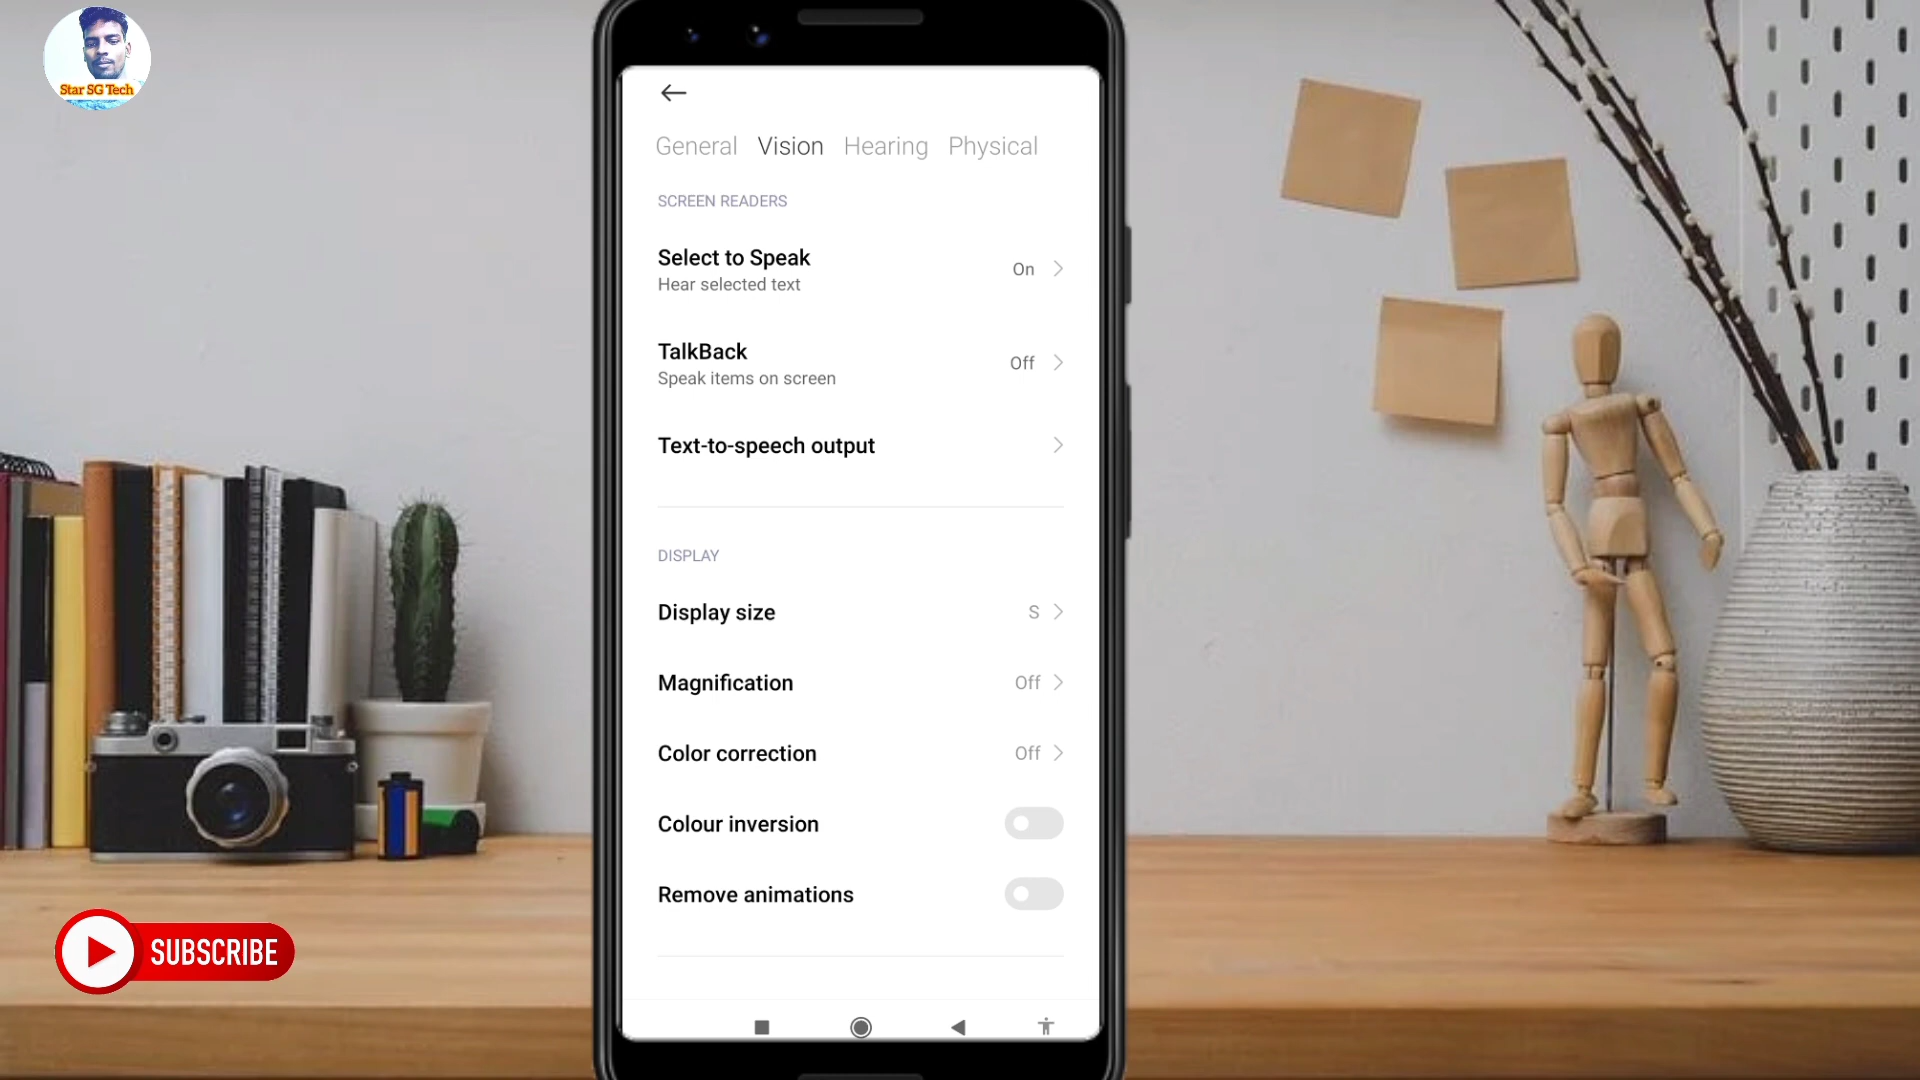 Star SG Tech
General Vision Hearing Physical
SCREEN READERS
Select to Speak
Hear selected text
On
TalkBack
Speak items on screen
Off
Text-to-speech output
DISPLAY
Display size
S
Magnification
Off
Color correction
Off
Colour inversion
Remove animations
SUBSCRIBE